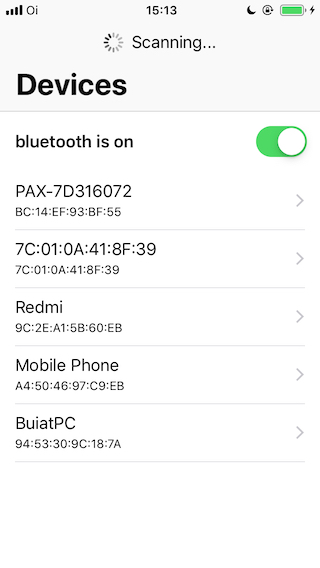 Oi 15:13
Scanning...
Devices
bluetooth is on
PAX-7D316072
BC:14:EF:93:BF:55
7C:01:0A:41:8F:39
7C:01:0A:41:8F:39
Redmi
9C:2E:A1:5B:60:EB
Mobile Phone
A4:50:46:97:C9:EB
BuiatPC
94:53:30:9C:18:7A